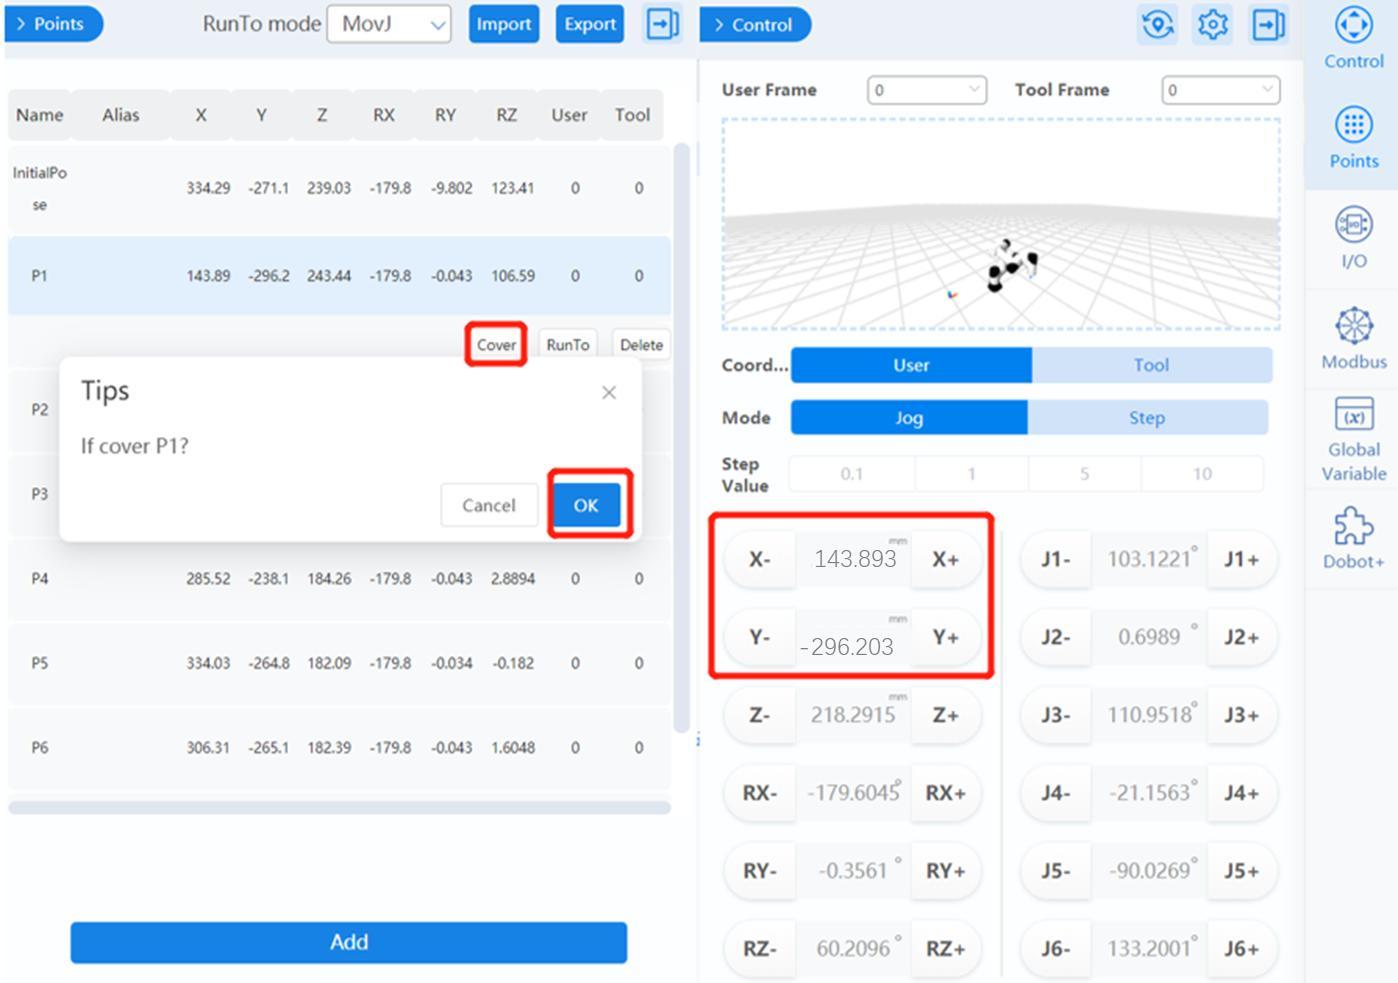 Points
RunTo mode MovJ Import Export
Name Alias X Y Z RX RY RZ User Tool
InitialPo
se
334.29 -271.1 239.03 -179.8 -9.802 123.41 0 0
P1 143.89 -296.2 243.44 -179.8 -0.043 106.59 0 0
Cover RunTo Delete
P2
Tips
If cover P1?
P3
Cancel OK
P4 285.52 -238.1 184.26 -179.8 -0.043 2.8894 0 0
P5 334.03 -264.8 182.09 -179.8 -0.034 -0.182 0 0
P6 306.31 -265.1 182.39 -179.8 -0.043 1.6048 0 0
Add
Control
User Frame 0 Tool Frame 0
Coord... User Tool
Mode Jog Step
Step
Value
0.1 1 5 10
X- 143.893 mm X+ J1- 103.1221° J1+
Y- -296.203 mm Y+ J2- 0.6989 ° J2+
Z- 218.2915 mm Z+ J3- 110.9518° J3+
RX- -179.6045° RX+ J4- -21.1563° J4+
RY- -0.3561 ° RY+ J5- -90.0269° J5+
RZ- 60.2096 ° RZ+ J6- 133.2001° J6+
Control
Points
I/O
Modbus
(x)
Global
Variable
Dobot+